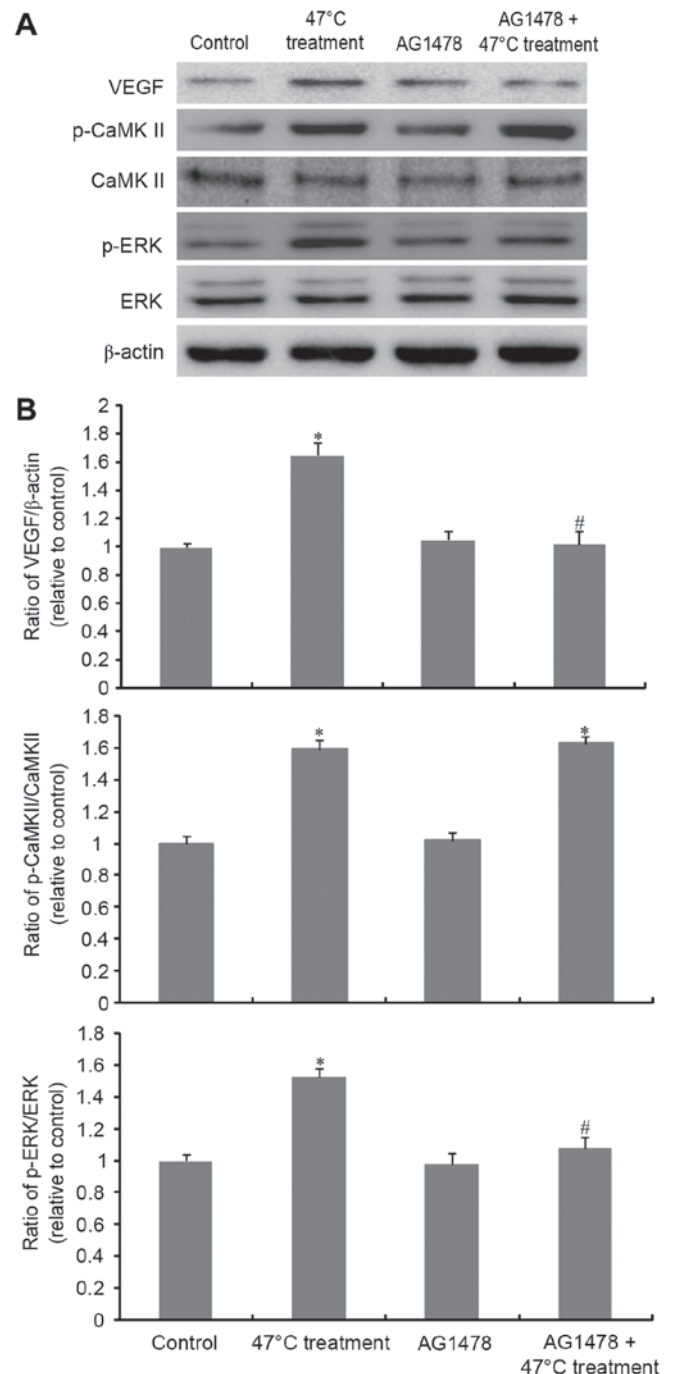 A
Control
47°C
treatment
AG1478
AG1478 +
47°C treatment
VEGF
p-CaMK II
CaMK II
p-ERK
ERK
β-actin
B
Ratio of VEGF/β-actin
(relative to control)
2
1.8
1.6
1.4
1.2
1
0.8
0.6
0.4
0.2
0
*
#
Ratio of p-CaMKII/CaMKII
(relative to control)
1.8
1.6
1.4
1.2
1
0.8
0.6
0.4
0.2
0
*
*
Ratio of p-ERK/ERK
(relative to control)
1.8
1.6
1.4
1.2
1
0.8
0.6
0.4
0.2
0
*
#
Control
47°C treatment
AG1478
AG1478 +
47°C treatment